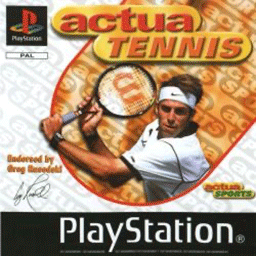 PlayStation
PAL
actua
TENNIS
Endorsed by
Greg Rusedski
actua
SPORTS
PlayStation®